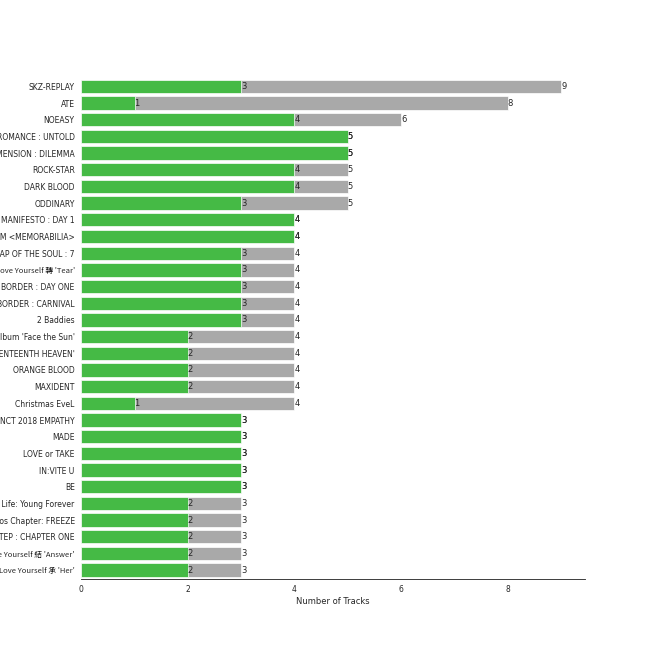 SKZ-REPLAY 3 9
ATE 1 8
NOEASY 4 6
ROMANCE : UNTOLD 5
MENSION : DILEMMA 5
ROCK-STAR 4 5
DARK BLOOD 4 5
ODDINARY 3 5
MANIFESTO : DAY 1 4
M <MEMORABILIA> 4
AP OF THE SOUL : 7 3 4
ove Yourself 轉 'Tear' 3 4
BORDER : DAY ONE 3 4
BORDER : CARNIVAL 3 4
2 Baddies 3 4
lbum 'Face the Sun' 2 4
ENTEENTH HEAVEN' 2 4
ORANGE BLOOD 2 4
MAXIDENT 2 4
Christmas EveL 1 4
NCT 2018 EMPATHY 3
MADE 3
LOVE or TAKE 3
IN:VITE U 3
BE 3
Life: Young Forever 2 3
os Chapter: FREEZE 2 3
TEP : CHAPTER ONE 2 3
e Yourself 結 'Answer' 2 3
Love Yourself 承 'Her' 2 3
0 2 4 6 8
Number of Tracks